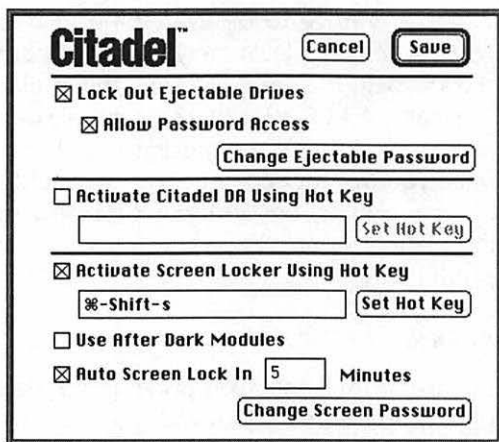 Citadel™ Cancel Save
Lock Out Ejectable Drives
Allow Password Access
Change Ejectable Password
Activate Citadel DA Using Hot Key
Set Hot Key
Activate Screen Locker Using Hot Key
⌘-Shift-s Set Hot Key
Use After Dark Modules
Auto Screen Lock In 5 Minutes
Change Screen Password